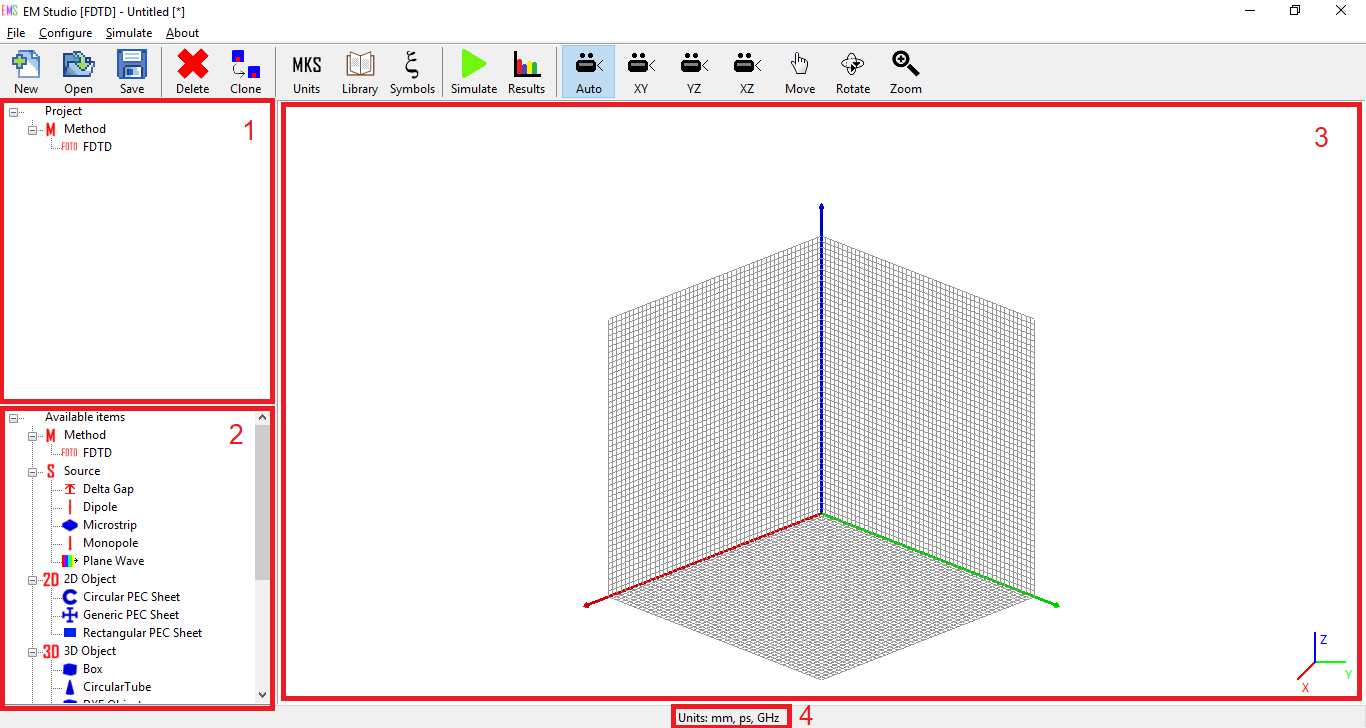 EMS EM Studio [FDTD] - Untitled [*]
File Configure Simulate About
MKS ξ
New Open Save Delete Clone Units Library Symbols Simulate Results Auto XY YZ XZ Move Rotate Zoom
Project
M Method
FDTD FDTD
1
Available items
M Method
FDTD FDTD
S Source
Delta Gap
Dipole
Microstrip
Monopole
Plane Wave
2D 2D Object
Circular PEC Sheet
Generic PEC Sheet
Rectangular PEC Sheet
3D 3D Object
Box
CircularTube
2
3
Z
Y
X
Units: mm, ps, GHz
4